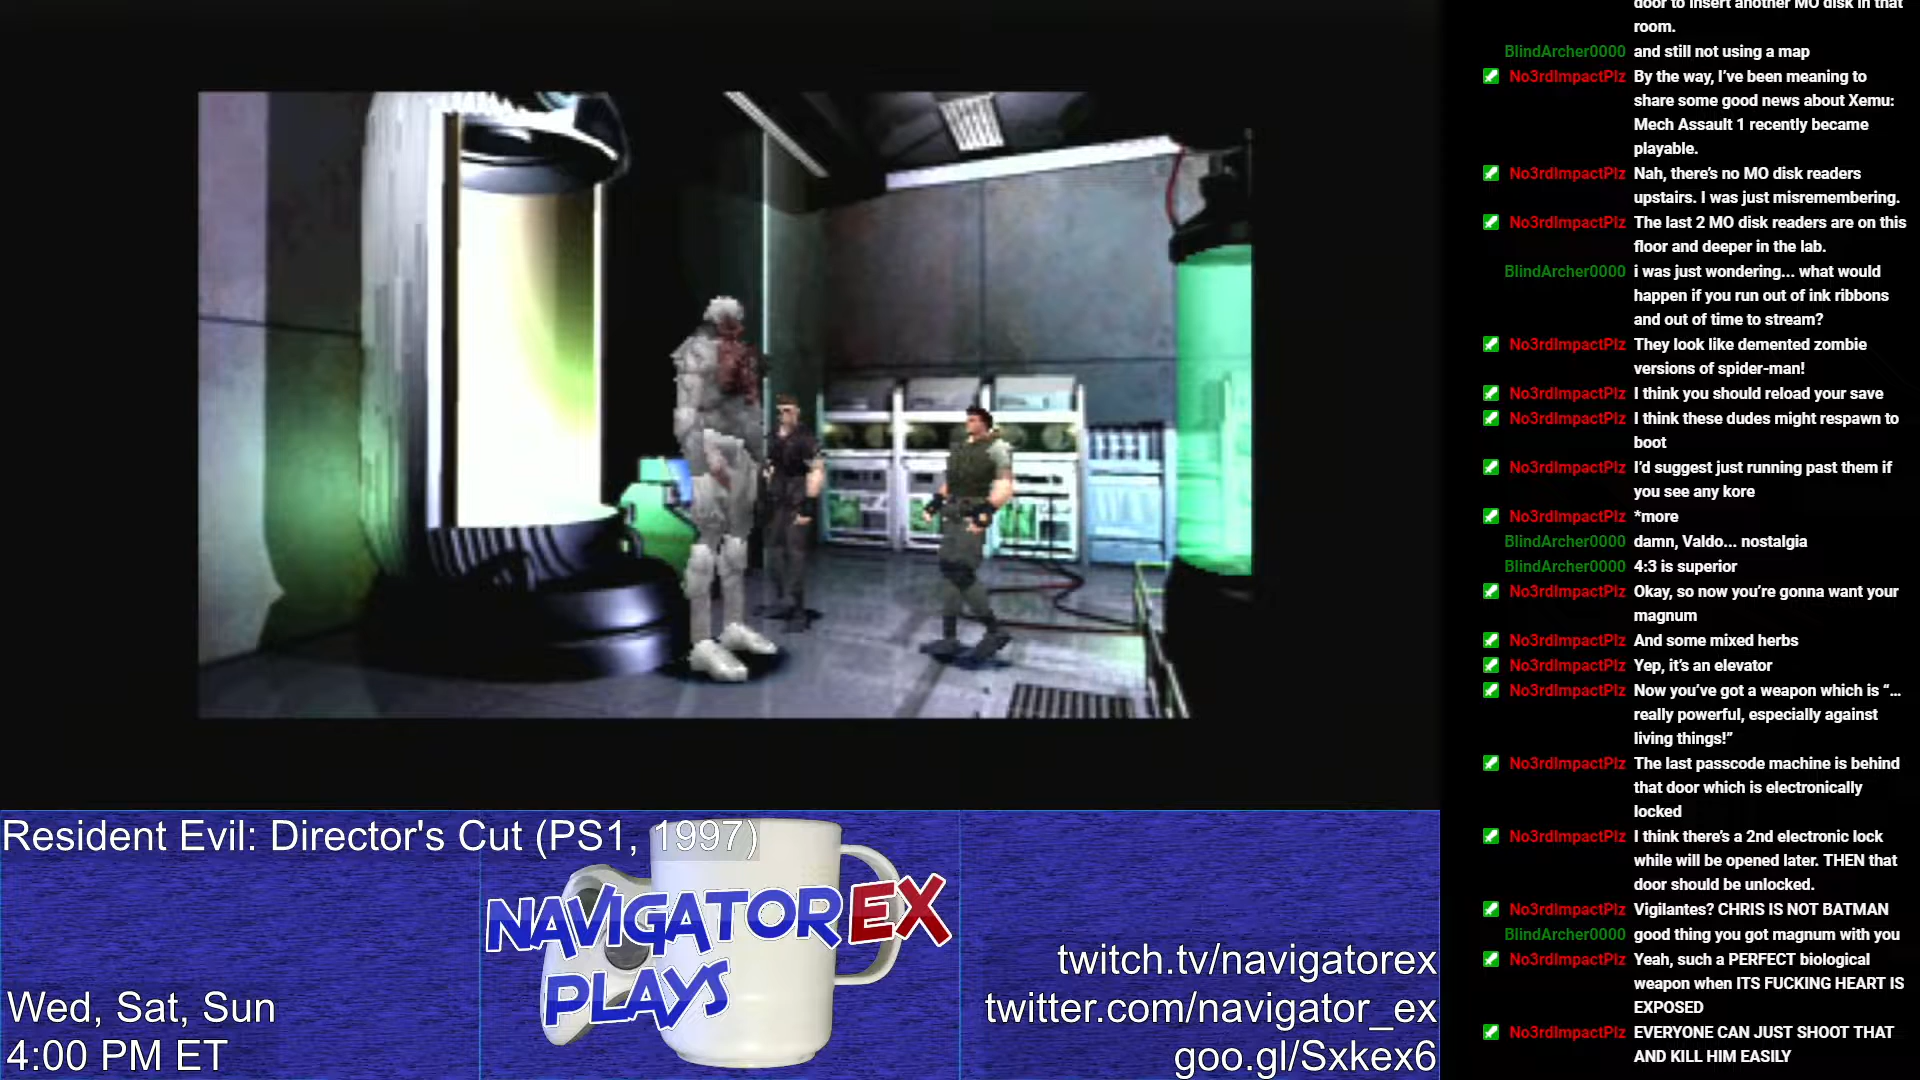 door to insert another MO disk in that
room.
BlindArcher0000 and still not using a map
No3rdImpactPlz By the way, I've been meaning to
share some good news about Xemu:
Mech Assault 1 recently became
playable.
No3rdImpactPlz Nah, there's no MO disk readers
upstairs. I was just misremembering.
No3rdImpactPlz The last 2 MO disk readers are on this
floor and deeper in the lab.
BlindArcher0000 i was just wondering... what would
happen if you run out of ink ribbons
and out of time to stream?
No3rdImpactPlz They look like demented zombie
versions of spider-man!
No3rdImpactPlz I think you should reload your save
No3rdImpactPlz I think these dudes might respawn to
boot
No3rdImpactPlz I'd suggest just running past them if
you see any kore
No3rdImpactPlz *more
BlindArcher0000 damn, Valdo... nostalgia
BlindArcher0000 4:3 is superior
No3rdImpactPlz Okay, so now you're gonna want your
magnum
No3rdImpactPlz And some mixed herbs
No3rdImpactPlz Yep, it's an elevator
No3rdImpactPlz Now you've got a weapon which is “...
really powerful, especially against
living things!”
No3rdImpactPlz The last passcode machine is behind
that door which is electronically
locked
No3rdImpactPlz I think there's a 2nd electronic lock
while will be opened later. THEN that
door should be unlocked.
No3rdImpactPlz Vigilantes? CHRIS IS NOT BATMAN
BlindArcher0000 good thing you got magnum with you
No3rdImpactPlz Yeah, such a PERFECT biological
weapon when ITS FUCKING HEART IS
EXPOSED
No3rdImpactPlz EVERYONE CAN JUST SHOOT THAT
AND KILL HIM EASILY
Resident Evil: Director's Cut (PS1, 1997)
NAVIGATOR EX
PLAYS
Wed, Sat, Sun
4:00 PM ET
twitch.tv/navigatorex
twitter.com/navigator_ex
goo.gl/Sxkex6